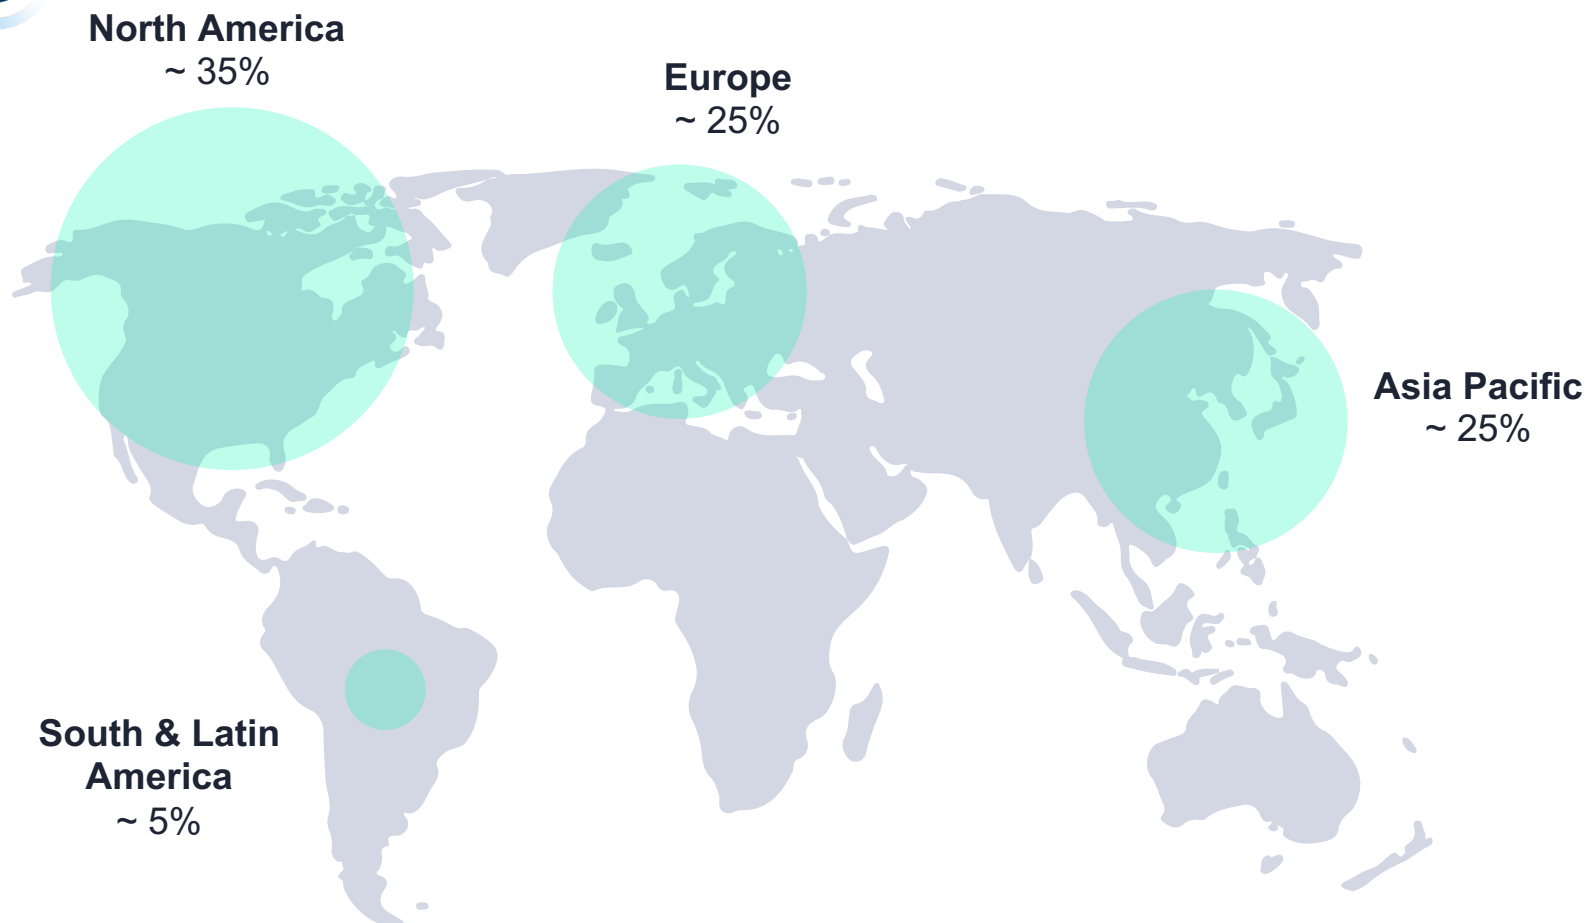 North America
~ 35%
Europe
~ 25%
Asia Pacific
~ 25%
South & Latin
America
~ 5%